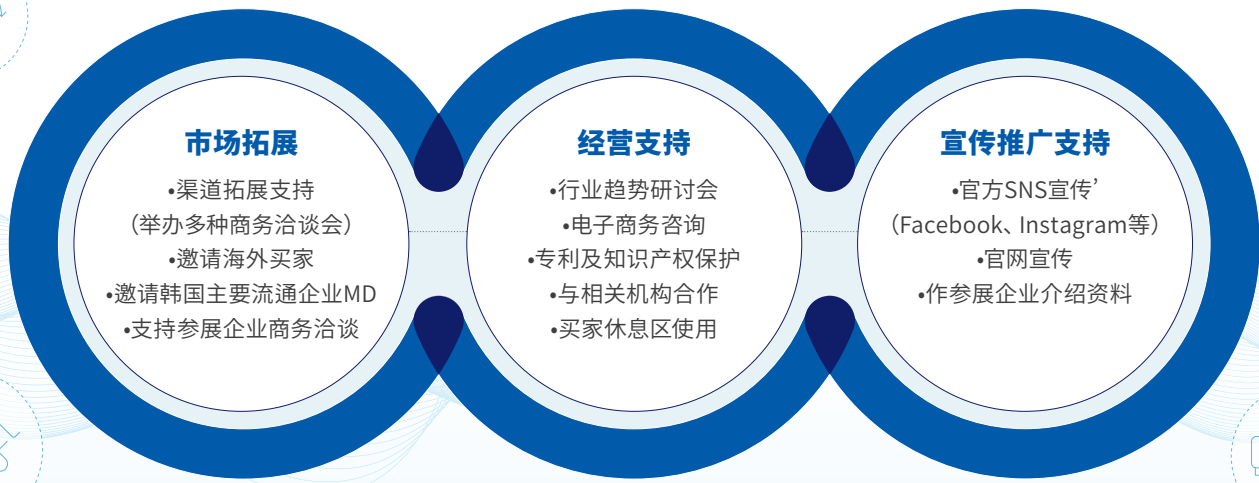 市场拓展
•渠道拓展支持
（举办多种商务洽谈会）
•邀请海外买家
•邀请韩国主要流通企业MD
•支持参展企业商务洽谈
经营支持
•行业趋势研讨会
•电子商务咨询
•专利及知识产权保护
•与相关机构合作
•买家休息区使用
宣传推广支持
•官方SNS宣传’
（Facebook、Instagram等）
•官网宣传
•作参展企业介绍资料